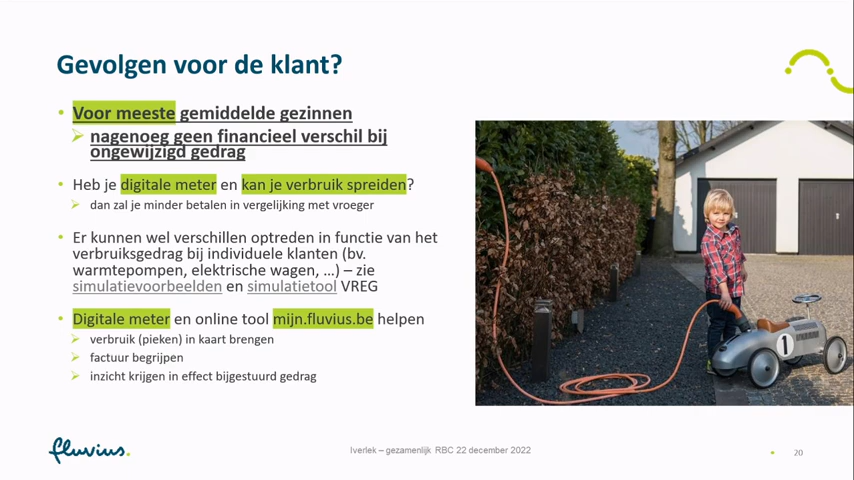 Gevolgen voor de klant?
• Voor meeste gemiddelde gezinnen
➢ nagenoeg geen financieel verschil bij
ongewijzigd gedrag
• Heb je digitale meter en kan je verbruik spreiden?
➢ dan zal je minder betalen in vergelijking met vroeger
• Er kunnen wel verschillen optreden in functie van het
verbruiksgedrag bij individuele klanten (bv.
warmtepompen, elektrische wagen, …) – zie
simulatievoorbeelden en simulatietool VREG
• Digitale meter en online tool mijn.fluvius.be helpen
➢ verbruik (pieken) in kaart brengen
➢ factuur begrijpen
➢ inzicht krijgen in effect bijgestuurd gedrag
1
fluvius.
Iverlek – gezamenlijk RBC 22 december 2022
20